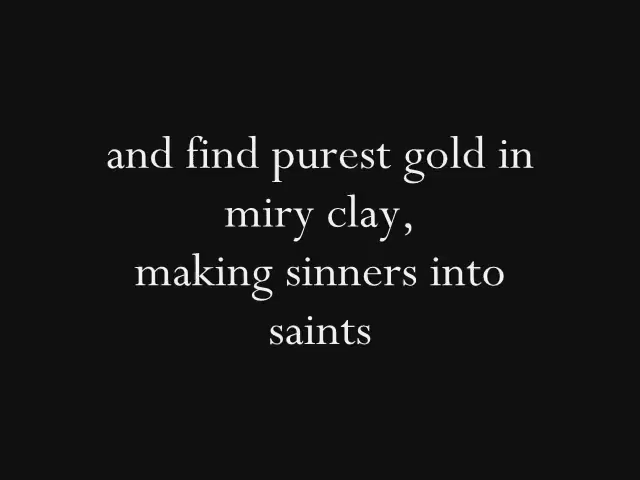 and find purest gold in
miry clay,
making sinners into
saints